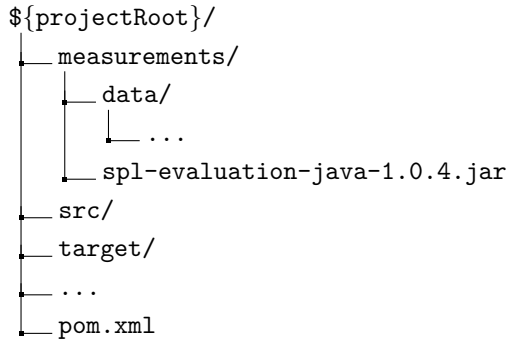 ${projectRoot}/
measurements/
data/
...
spl-evaluation-java-1.0.4.jar
src/
target/
...
pom.xml